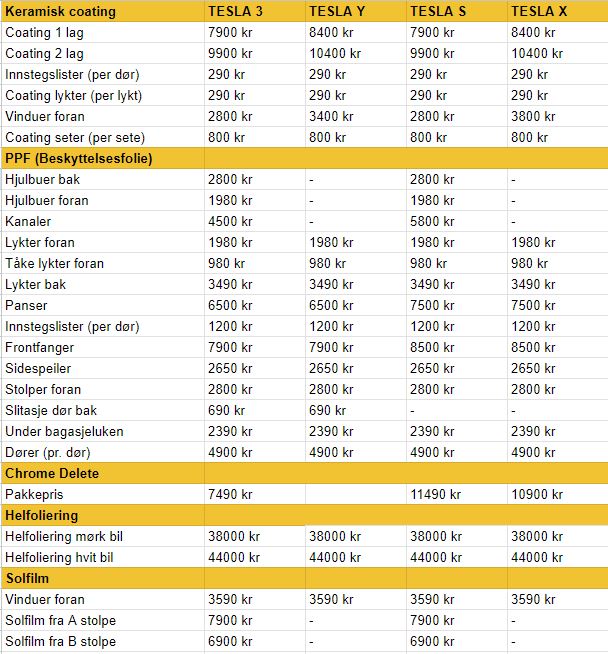 Keramisk coating TESLA 3 TESLA Y TESLA S TESLA X
Coating 1 lag 7900 kr 8400 kr 7900 kr 8400 kr
Coating 2 lag 9900 kr 10400 kr 9900 kr 10400 kr
Innstegslister (per dør) 290 kr 290 kr 290 kr 290 kr
Coating lykter (per lykt) 290 kr 290 kr 290 kr 290 kr
Vinduer foran 2800 kr 3400 kr 2800 kr 3800 kr
Coating seter (per sete) 800 kr 800 kr 800 kr 800 kr
PPF (Beskyttelsesfolie)
Hjulbuer bak 2800 kr - 2800 kr -
Hjulbuer foran 1980 kr - 1980 kr -
Kanaler 4500 kr - 5800 kr -
Lykter foran 1980 kr 1980 kr 1980 kr 1980 kr
Tåke lykter foran 980 kr 980 kr 980 kr 980 kr
Lykter bak 3490 kr 3490 kr 3490 kr 3490 kr
Panser 6500 kr 6500 kr 7500 kr 7500 kr
Innstegslister (per dør) 1200 kr 1200 kr 1200 kr 1200 kr
Frontfanger 7900 kr 7900 kr 8500 kr 8500 kr
Sidespeiler 2650 kr 2650 kr 2650 kr 2650 kr
Stolper foran 2800 kr 2800 kr 2800 kr 2800 kr
Slitasje dør bak 690 kr 690 kr - -
Under bagasjeluken 2390 kr 2390 kr 2390 kr 2390 kr
Dører (pr. dør) 4900 kr 4900 kr 4900 kr 4900 kr
Chrome Delete
Pakkepris 7490 kr 11490 kr 10900 kr
Helfoliering
Helfoliering mørk bil 38000 kr 38000 kr 38000 kr 38000 kr
Helfoliering hvit bil 44000 kr 44000 kr 44000 kr 44000 kr
Solfilm
Vinduer foran 3590 kr 3590 kr 3590 kr 3590 kr
Solfilm fra A stolpe 7900 kr - 7900 kr -
Solfilm fra B stolpe 6900 kr - 6900 kr -